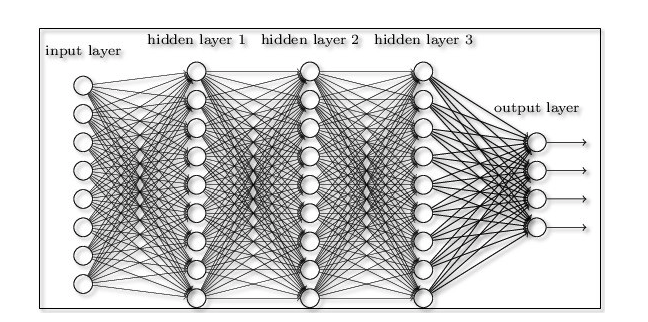 input layer
hidden layer 1
hidden layer 2
hidden layer 3
output layer